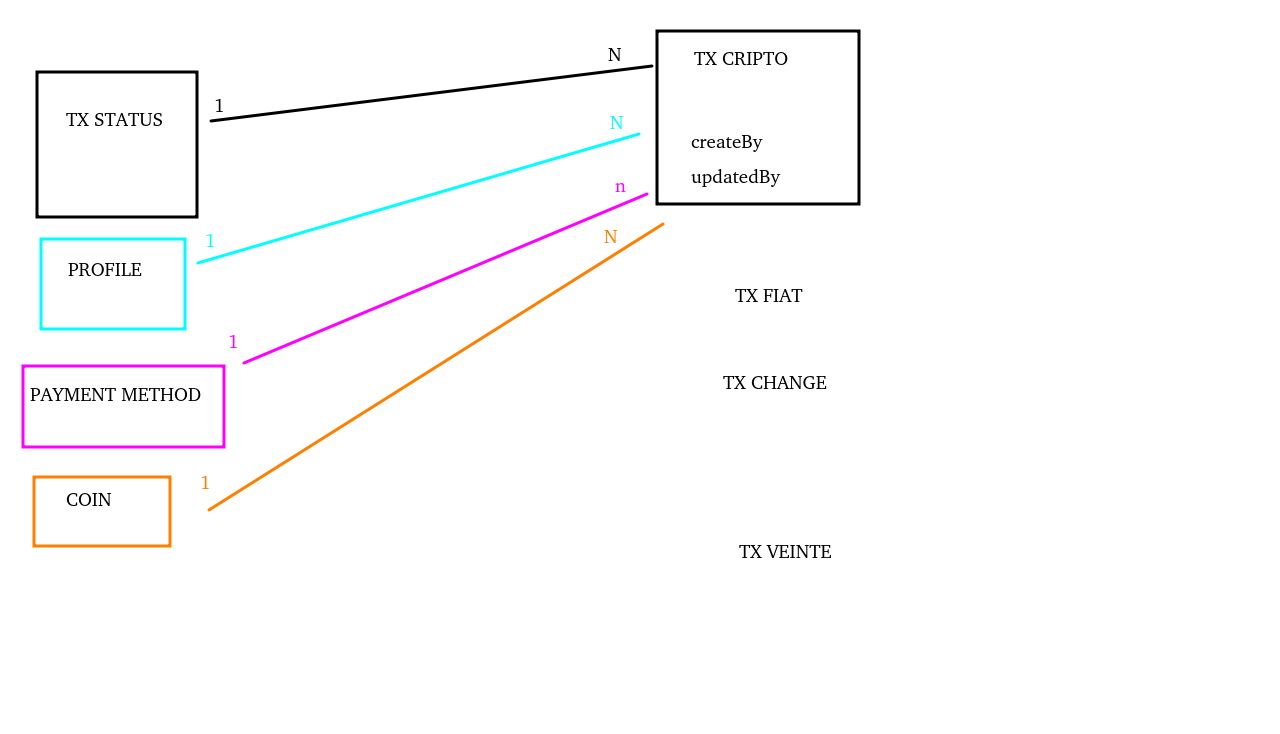 TX CRIPTO
N
1
TX STATUS
N
createBy
updatedBy
n
1
N
PROFILE
TX FIAT
1
TX CHANGE
PAYMENT METHOD
1
COIN
TX VEINTE